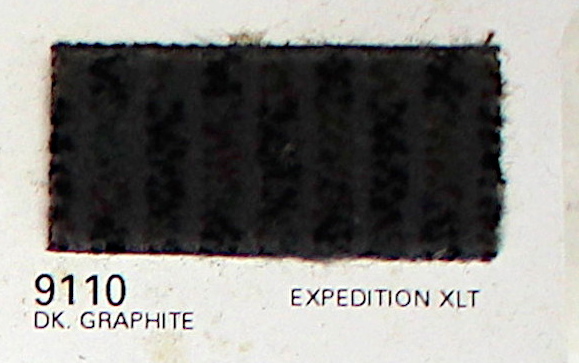 9110
DK. GRAPHITE
EXPEDITION XLT